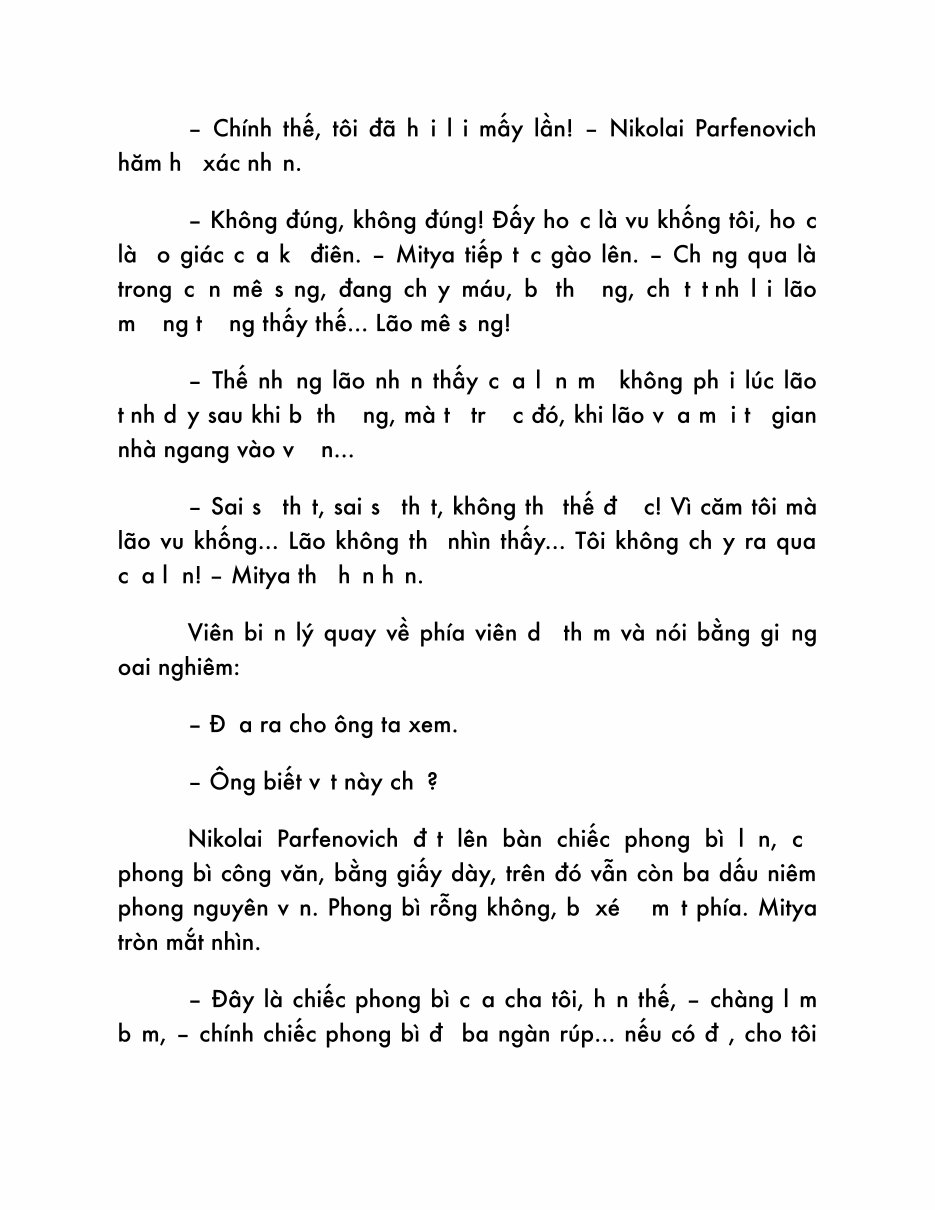 – Chính thế, tôi đã h i l i mấy lần! – Nikolai Parfenovich
hăm h xác nh n.
– Không đúng, không đúng! Đấy ho c là vu khống tôi, ho c
là o giác c a k điên. – Mitya tiếp t c gào lên. – Ch ng qua là
trong c n mê s ng, đang ch y máu, b th ng, ch t t nh l i lão
m ng t ng thấy thế... Lão mê s ng!
– Thế nh ng lão nh n thấy c a l n m không ph i lúc lão
t nh d y sau khi b th ng, mà t tr c đó, khi lão v a m i t gian
nhà ngang vào v n...
– Sai s th t, sai s th t, không th thế đ c! Vì căm tôi mà
lão vu khống... Lão không th nhìn thấy... Tôi không ch y ra qua
c a l n! – Mitya th h n h n.
Viên bi n lý quay về phía viên d th m và nói bằng gi ng
oai nghiêm:
– Đ a ra cho ông ta xem.
– Ông biết v t này ch ?
Nikolai Parfenovich đ t lên bàn chiếc phong bì l n, c
phong bì công văn, bằng giấy dày, trên đó vẫn còn ba dấu niêm
phong nguyên v n. Phong bì rỗng không, b xé m t phía. Mitya
tròn mắt nhìn.
– Đây là chiếc phong bì c a cha tôi, h n thế, – chàng l m
b m, – chính chiếc phong bì đ ba ngàn rúp... nếu có đ , cho tôi